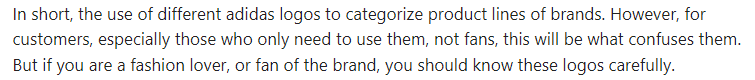 In short, the use of different adidas logos to categorize product lines of brands. However, for
customers, especially those who only need to use them, not fans, this will be what confuses them.
But if you are a fashion lover, or fan of the brand, you should know these logos carefully.